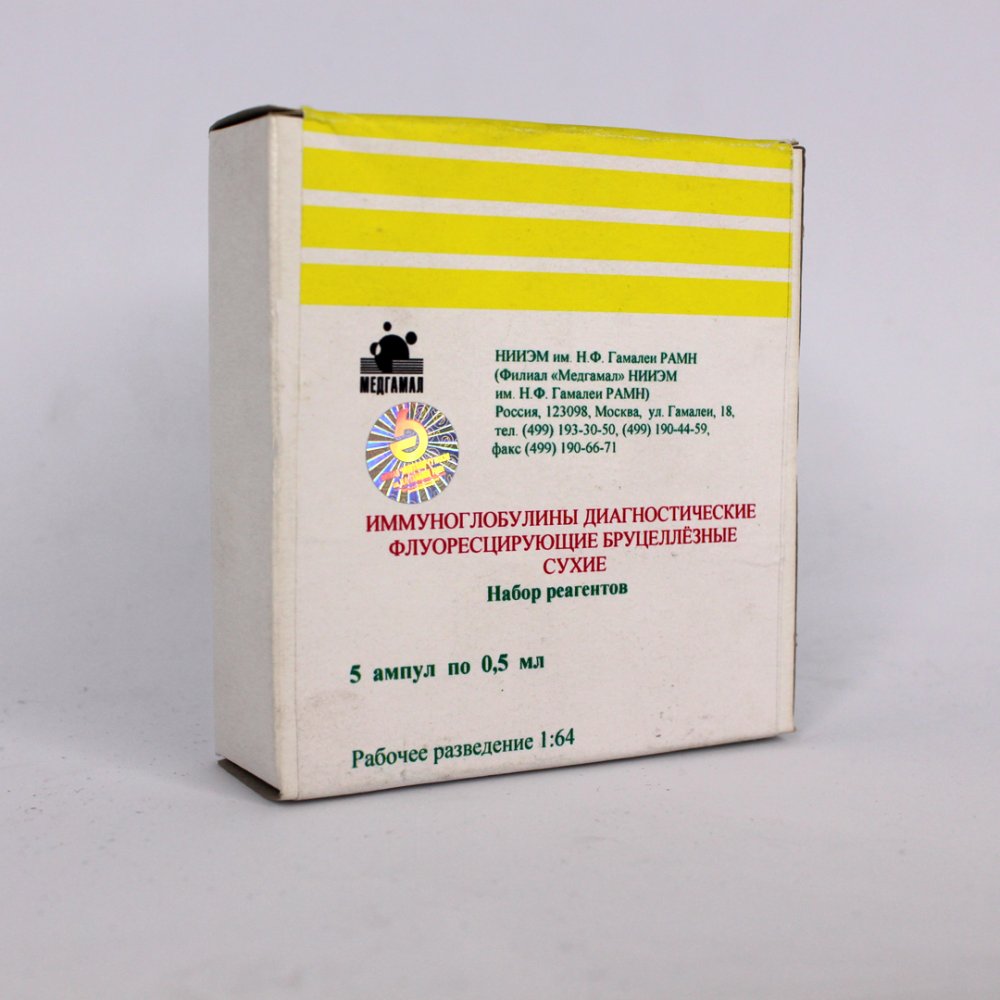 МЕДГАМАЛ
НИИЭМ им. Н.Ф. Гамалеи РАМН
(Филиал «Медгамал» НИИЭМ
им. Н.Ф. Гамалеи РАМН)
Россия, 123098, Москва, ул. Гамалеи, 18,
тел. (499) 193-30-50, (499) 190-44-59,
факс (499) 190-66-71
ИММУНОГЛОБУЛИНЫ ДИАГНОСТИЧЕСКИЕ
ФЛУОРЕСЦИРУЮЩИЕ БРУЦЕЛЛЁЗНЫЕ
СУХИЕ
Набор реагентов
5 ампул по 0,5 мл
Рабочее разведение 1:64